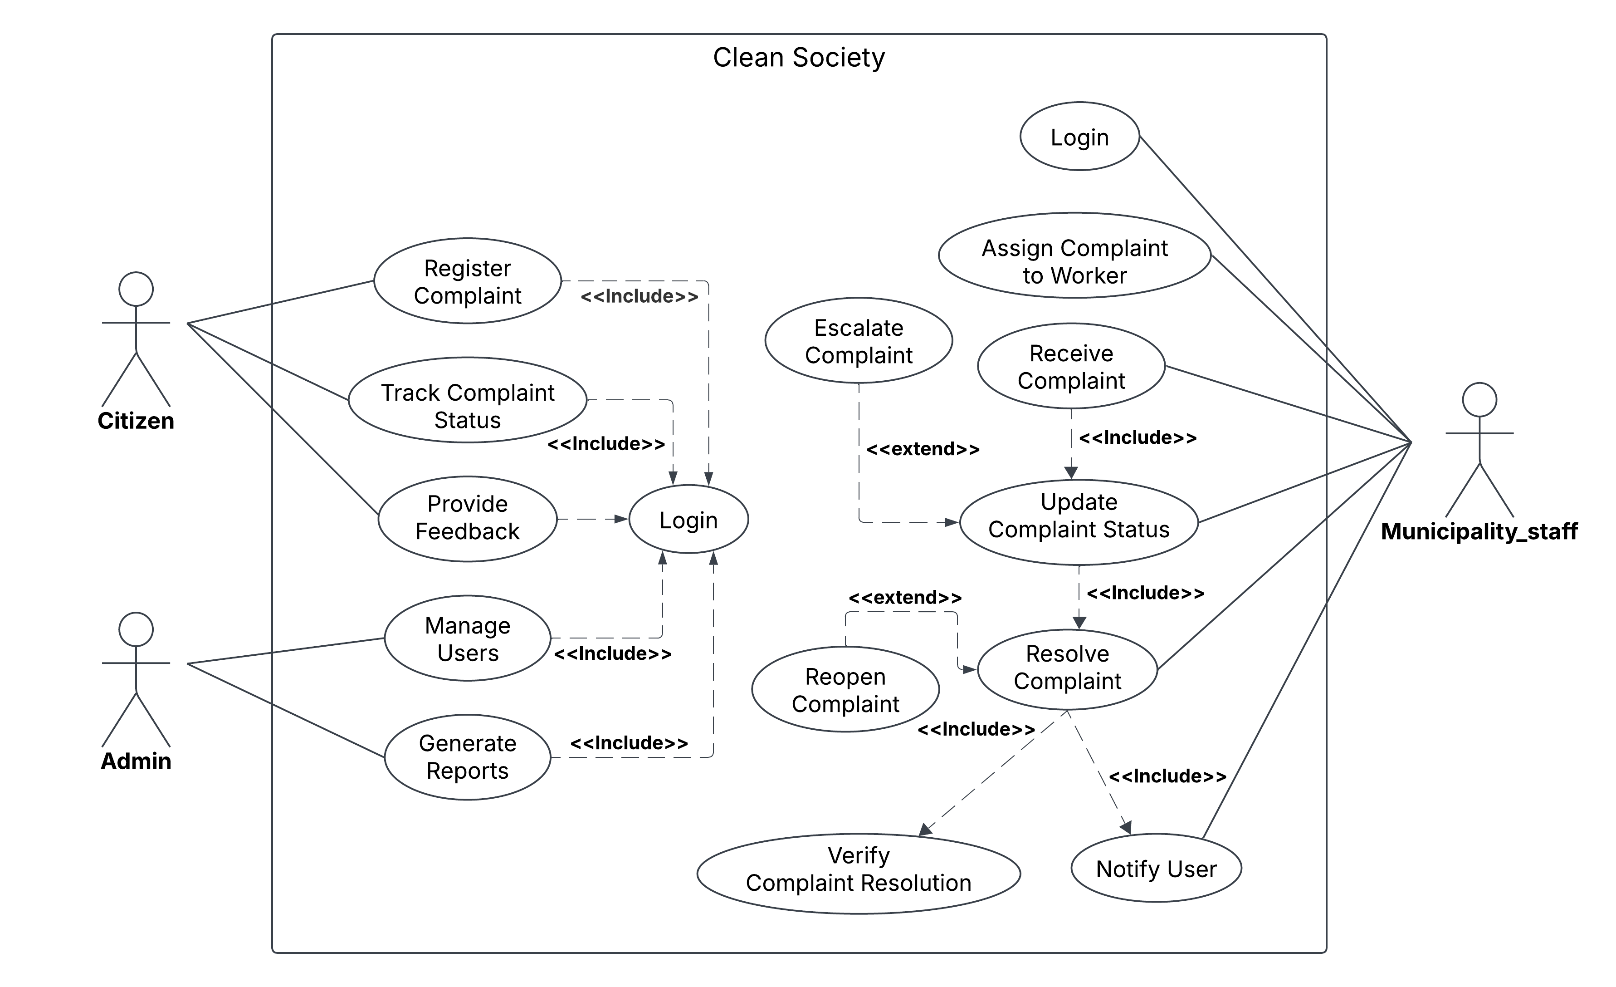 Clean Society
Login
Assign Complaint
to Worker
Register
Complaint
<<Include>>
Escalate
Complaint
Receive
Complaint
Track Complaint
Status
<<Include>>
Citizen
<<extend>>
<<Include>>
Provide
Feedback
Login
Update
Complaint Status
Municipality_staff
<<Include>>
<<extend>>
Manage
Users
<<Include>>
Resolve
Complaint
Reopen
Complaint
<<Include>>
Generate
Reports
<<Include>>
Admin
<<Include>>
Verify
Complaint Resolution
Notify User